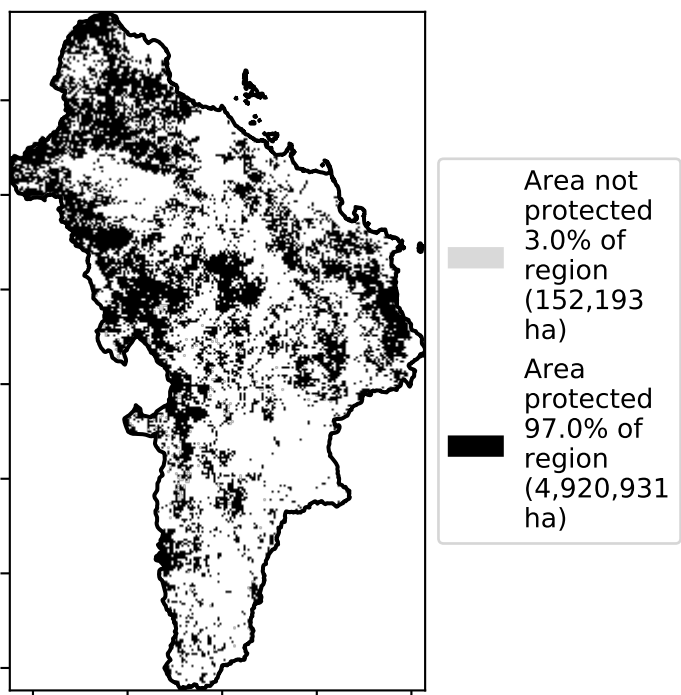 Area not
protected
3.0% of
region
(152,193
ha)
Area
protected
97.0% of
region
(4,920,931
ha)